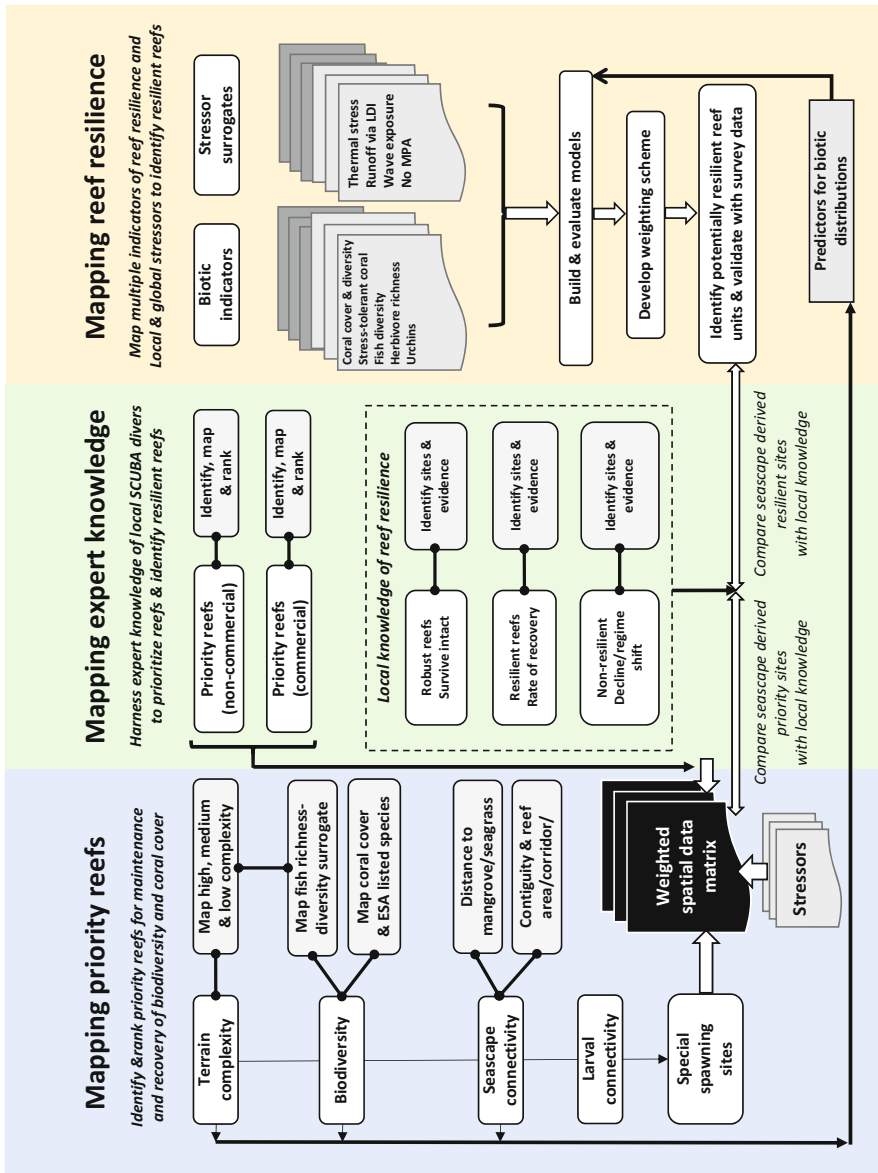 Mapping priority reefs
Identify &rank priority reefs for maintenance
and recovery of biodiversity and coral cover
Terrain
complexity
Map high, medium
& low complexity
Biodiversity
Map fish richness-
diversity surrogate
Map coral cover
& ESA listed species
Seascape
connectivity
Distance to
mangrove/seagrass
Contiguity & reef
area/corridor/
Larval
connectivity
Special
spawning
sites
Weighted
spatial data
matrix
Stressors
Mapping expert knowledge
Harness expert knowledge of local SCUBA divers
to prioritize reefs & identify resilient reefs
Priority reefs
(non-commercial)
Identify, map
& rank
Priority reefs
(commercial)
Identify, map
& rank
Local knowledge of reef resilience
Robust reefs
Survive intact
Identify sites &
evidence
Resilient reefs
Rate of recovery
Identify sites &
evidence
Non-resilient
Decline/regime
shift
Identify sites &
evidence
Compare seascape derived
priority sites
with local knowledge
Compare seascape derived
resilient sites
with local knowledge
Mapping reef resilience
Map multiple indicators of reef resilience and
Local & global stressors to identify resilient reefs
Biotic
indicators
Stressor
surrogates
Coral cover & diversity
Stress-tolerant coral
Fish diversity
Herbivore richness
Urchins
Thermal stress
Runoff via LDI
Wave exposure
No MPA
Build & evaluate models
Develop weighting scheme
Identify potentially resilient reef
units & validate with survey data
Predictors for biotic
distributions